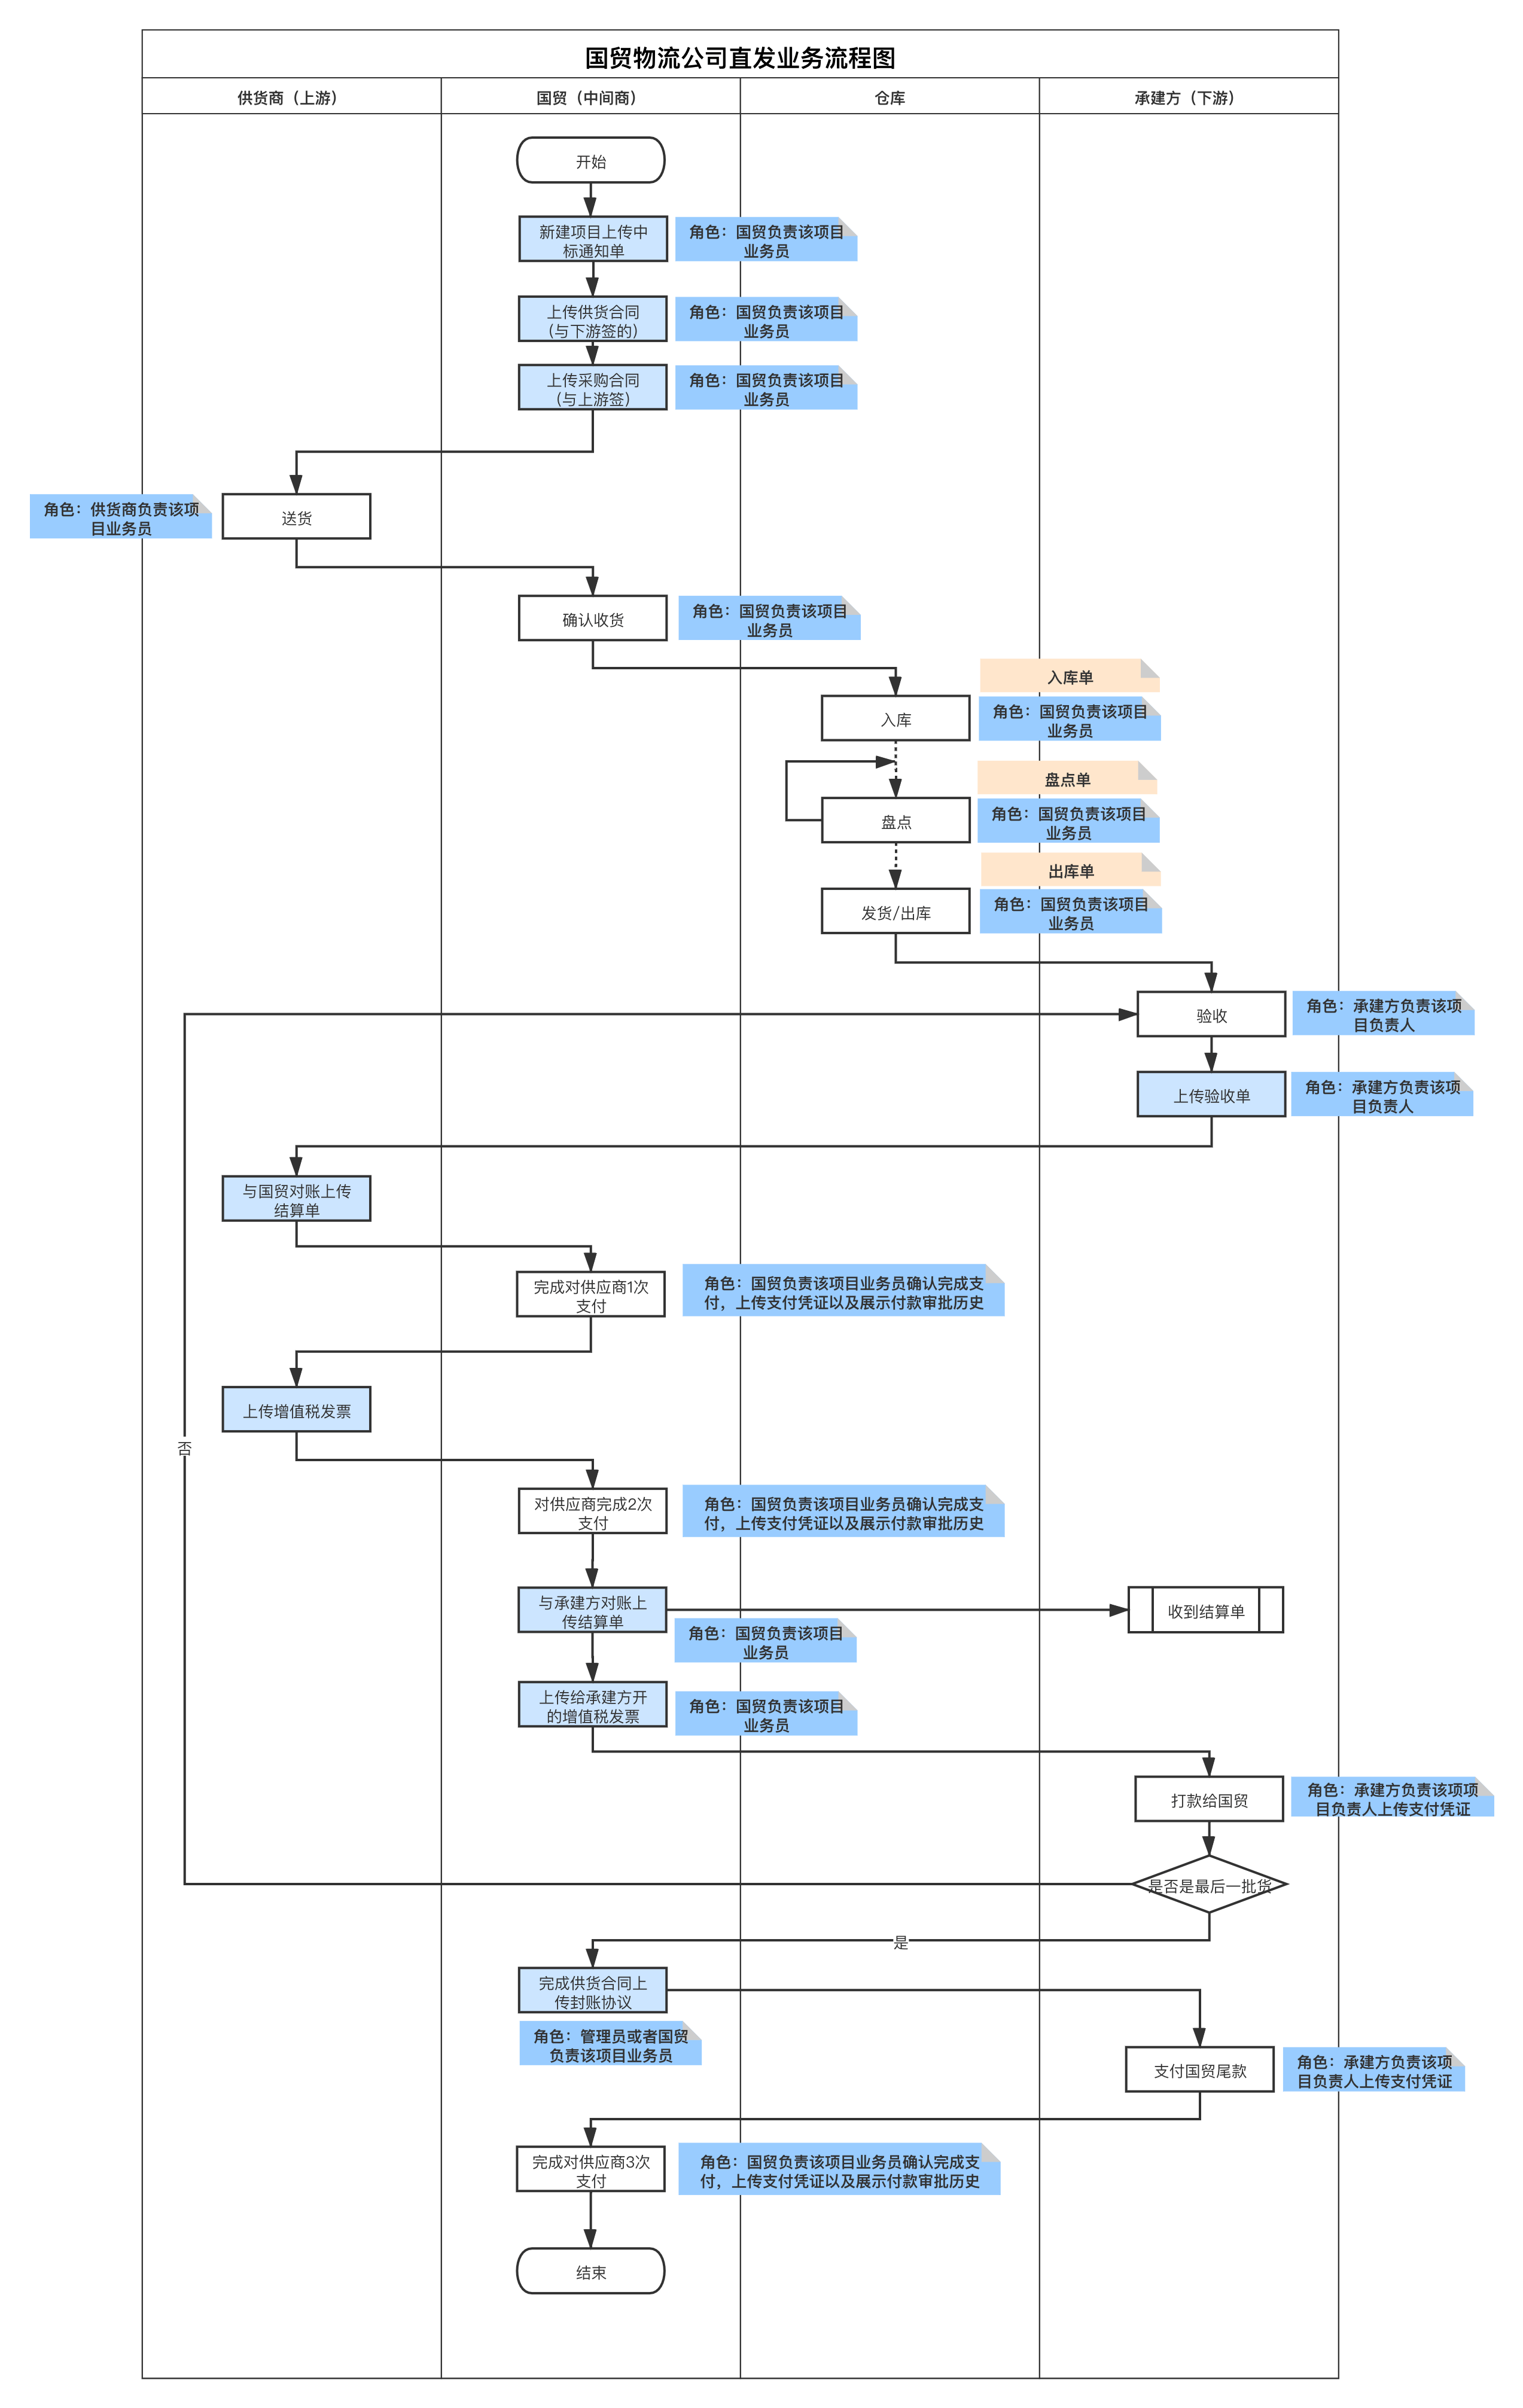 国贸物流公司直发业务流程图
供货商（上游）
国贸（中间商）
仓库
承建方（下游）
开始
新建项目上传中
标通知单
角色：国贸负责该项目
业务员
上传供货合同
(与下游签的)
角色：国贸负责该项目
业务员
上传采购合同
(与上游签)
角色：国贸负责该项目
业务员
角色：供货商负责该项
目业务员
送货
确认收货
角色：国贸负责该项目
业务员
入库单
入库
角色：国贸负责该项目
业务员
盘点单
盘点
角色：国贸负责该项目
业务员
出库单
发货/出库
角色：国贸负责该项目
业务员
验收
角色：承建方负责该项
目负责人
上传验收单
角色：承建方负责该项
目负责人
与国贸对账上传
结算单
完成对供应商1次
支付
角色：国贸负责该项目业务员确认完成支
付，上传支付凭证以及展示付款审批历史
上传增值税发票
否
对供应商完成2次
支付
角色：国贸负责该项目业务员确认完成支
付，上传支付凭证以及展示付款审批历史
与承建方对账上
传结算单
收到结算单
角色：国贸负责该项目
业务员
上传给承建方开
的增值税发票
角色：国贸负责该项目
业务员
打款给国贸
角色：承建方负责该项项
目负责人上传支付凭证
是否是最后一批货
是
完成供货合同上
传封账协议
角色：管理员或者国贸
负责该项目业务员
支付国贸尾款
角色：承建方负责该项
目负责人上传支付凭证
完成对供应商3次
支付
角色：国贸负责该项目业务员确认完成支
付，上传支付凭证以及展示付款审批历史
结束